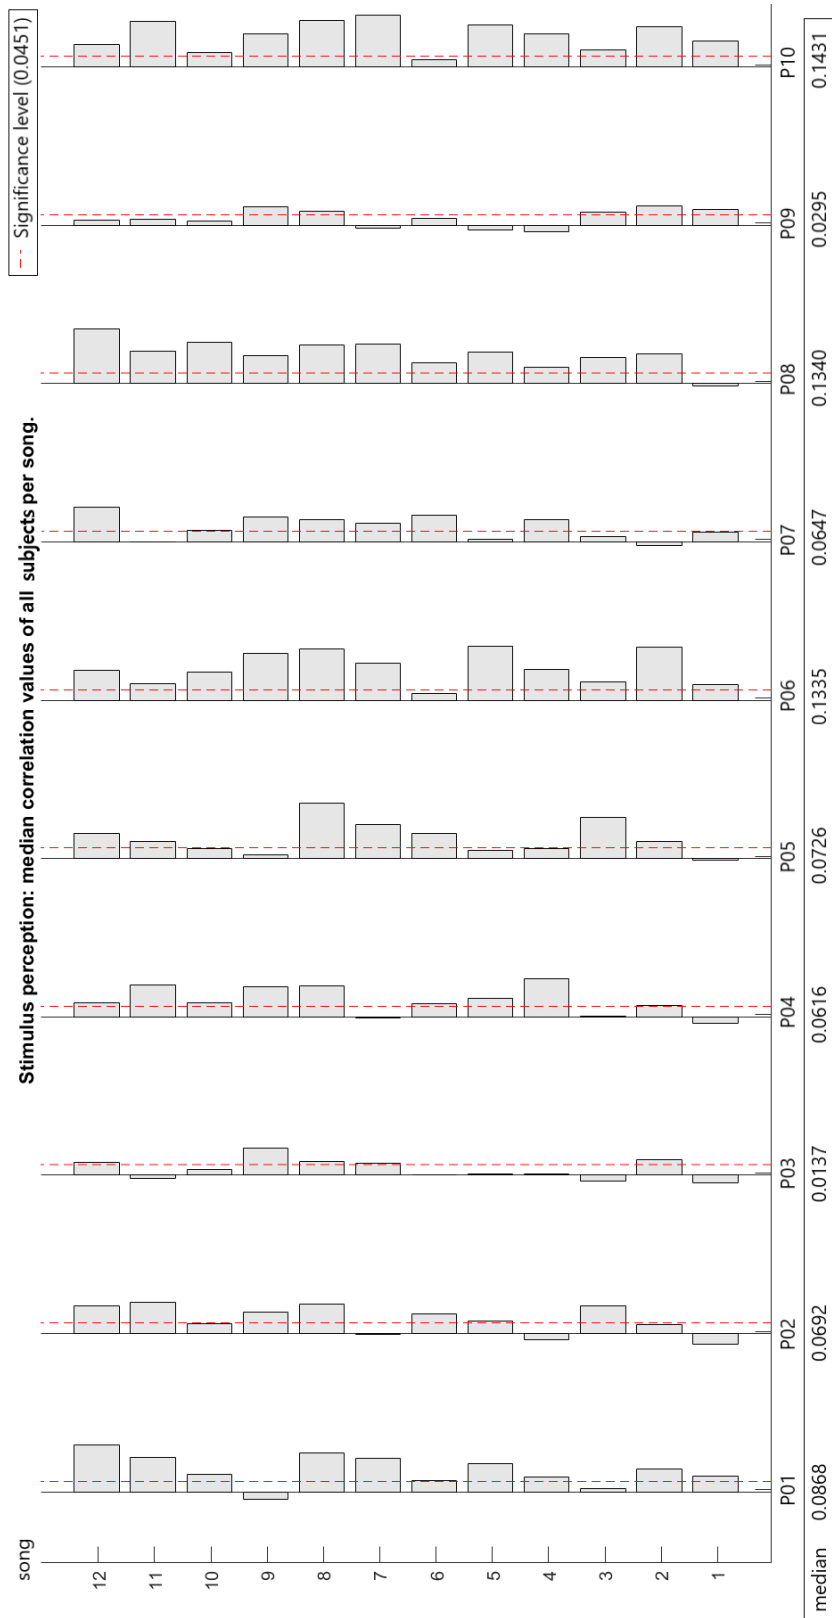 Stimulus perception: median correlation values of all subjects per song.
Significance level (0.0451)
song
12
11
10
9
8
7
6
5
4
3
2
1
P01 P02 P03 P04 P05 P06 P07 P08 P09 P10
median 0.0868 0.0692 0.0137 0.0616 0.0726 0.1335 0.0647 0.1340 0.0295 0.1431